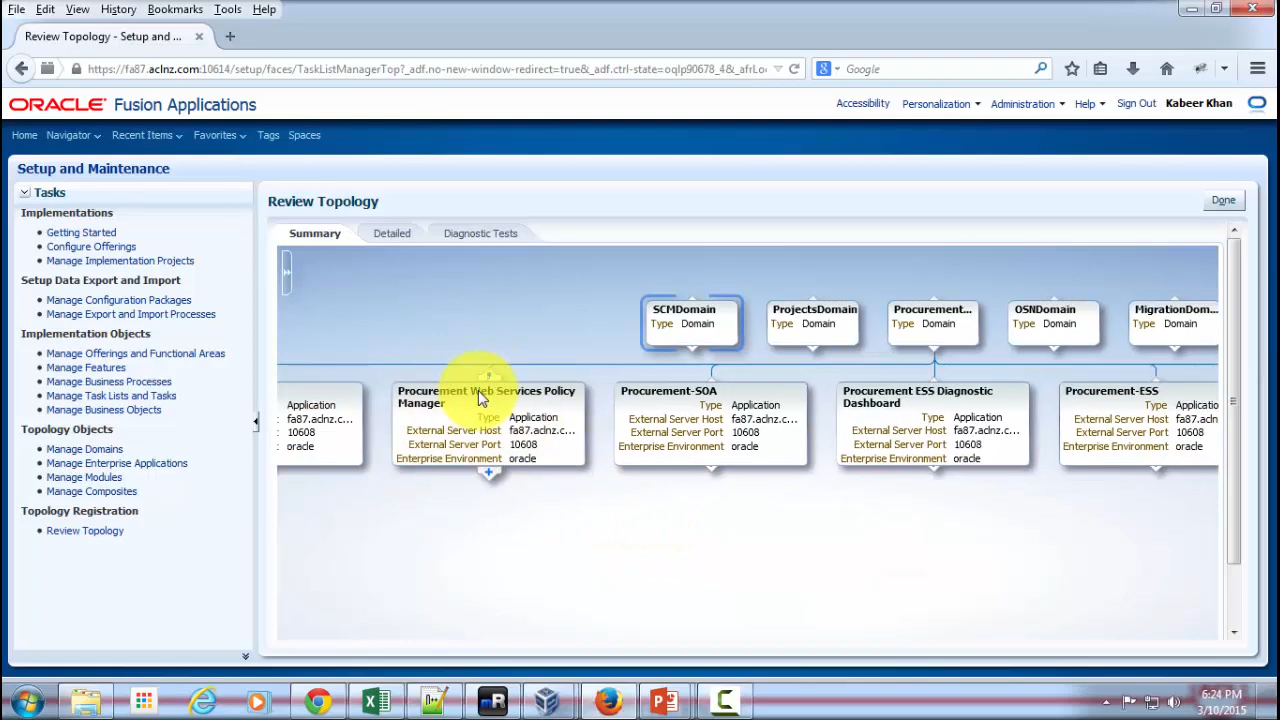 File Edit View History Bookmarks Tools Help
Review Topology - Setup and ...
https://fa87.aclnz.com:10614/setup/faces/TaskListManagerTop?_adf.no-new-window-redirect=true&_adf.ctrl-state=oqlp90678_4&_afrLo
Google
ORACLE Fusion Applications
Accessibility Personalization Administration Help Sign Out Kabeer Khan
Home Navigator Recent Items Favorites Tags Spaces
Setup and Maintenance
Tasks
Implementations
Getting Started
Configure Offerings
Manage Implementation Projects
Setup Data Export and Import
Manage Configuration Packages
Manage Export and Import Processes
Implementation Objects
Manage Offerings and Functional Areas
Manage Features
Manage Business Processes
Manage Task Lists and Tasks
Manage Business Objects
Topology Objects
Manage Domains
Manage Enterprise Applications
Manage Modules
Manage Composites
Topology Registration
Review Topology
Review Topology
Done
Summary Detailed Diagnostic Tests
SCMDomain
Type Domain
ProjectsDomain
Type Domain
Procurement...
Type Domain
OSNDomain
Type Domain
MigrationDom...
Type Domain
Application
fa87.aclnz.c...
10608
oracle
Procurement Web Services Policy
Manager
Type Application
External Server Host fa87.aclnz.c...
External Server Port 10608
Enterprise Environment oracle
Procurement-SOA
Type Application
External Server Host fa87.aclnz.c...
External Server Port 10608
Enterprise Environment oracle
Procurement ESS Diagnostic
Dashboard
Type Application
External Server Host fa87.aclnz.c...
External Server Port 10608
Enterprise Environment oracle
Procurement-ESS
Type Application
External Server Host fa87.aclnz
External Server Port 10608
Enterprise Environment oracle
6:24 PM
3/10/2015